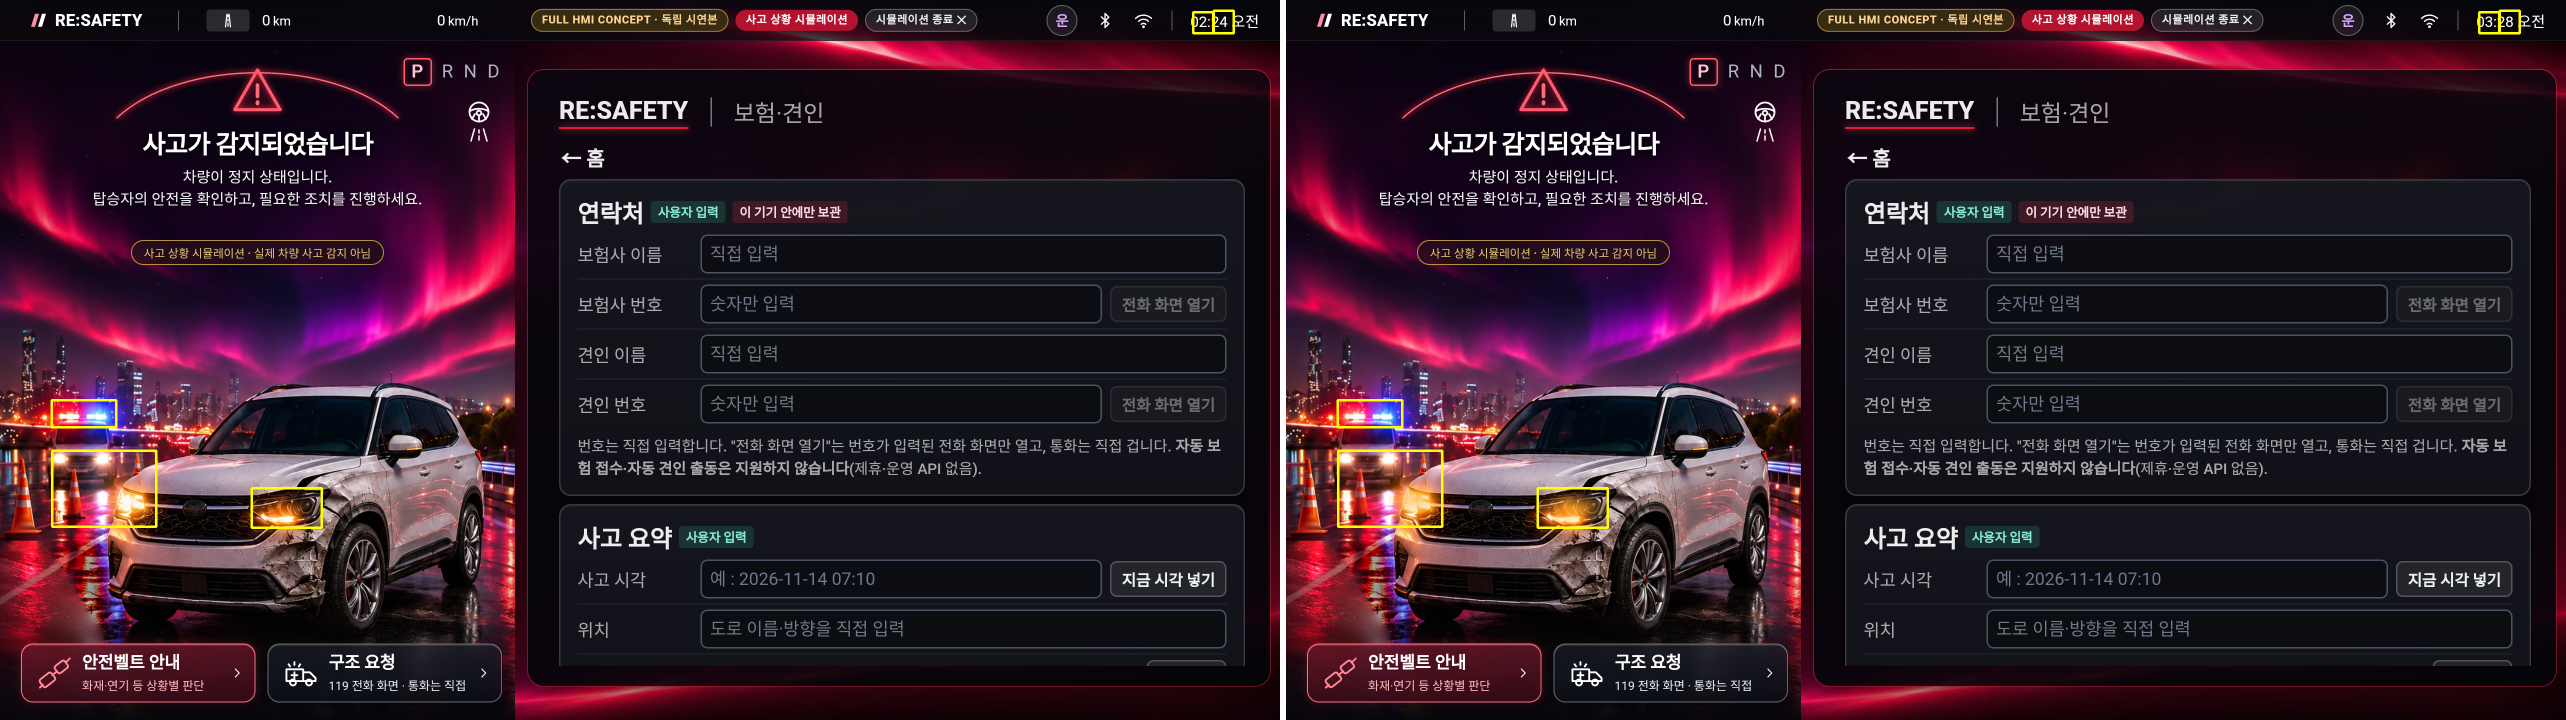 RE:SAFETY
0 km
0 km/h
FULL HMI CONCEPT · 독립 시연본
사고 상황 시뮬레이션
시뮬레이션 종료 ✕
운
02:24 오전
P R N D
사고가 감지되었습니다
차량이 정지 상태입니다.
탑승자의 안전을 확인하고, 필요한 조치를 진행하세요.
사고 상황 시뮬레이션 · 실제 차량 사고 감지 아님
안전벨트 안내
화재·연기 등 상황별 판단
구조 요청
119 전화 화면 · 통화는 직접
RE:SAFETY
보험·견인
← 홈
연락처 사용자 입력 이 기기 안에만 보관
보험사 이름 직접 입력
보험사 번호 숫자만 입력 전화 화면 열기
견인 이름 직접 입력
견인 번호 숫자만 입력 전화 화면 열기
번호는 직접 입력합니다. "전화 화면 열기"는 번호가 입력된 전화 화면만 열고, 통화는 직접 겁니다. 자동 보
험 접수·자동 견인 출동은 지원하지 않습니다(제휴·운영 API 없음).
사고 요약 사용자 입력
사고 시각 예 : 2026-11-14 07:10 지금 시각 넣기
위치 도로 이름·방향을 직접 입력
RE:SAFETY
0 km
0 km/h
FULL HMI CONCEPT · 독립 시연본
사고 상황 시뮬레이션
시뮬레이션 종료 ✕
운
03:28 오전
P R N D
사고가 감지되었습니다
차량이 정지 상태입니다.
탑승자의 안전을 확인하고, 필요한 조치를 진행하세요.
사고 상황 시뮬레이션 · 실제 차량 사고 감지 아님
안전벨트 안내
화재·연기 등 상황별 판단
구조 요청
119 전화 화면 · 통화는 직접
RE:SAFETY
보험·견인
← 홈
연락처 사용자 입력 이 기기 안에만 보관
보험사 이름 직접 입력
보험사 번호 숫자만 입력 전화 화면 열기
견인 이름 직접 입력
견인 번호 숫자만 입력 전화 화면 열기
번호는 직접 입력합니다. "전화 화면 열기"는 번호가 입력된 전화 화면만 열고, 통화는 직접 겁니다. 자동 보
험 접수·자동 견인 출동은 지원하지 않습니다(제휴·운영 API 없음).
사고 요약 사용자 입력
사고 시각 예 : 2026-11-14 07:10 지금 시각 넣기
위치 도로 이름·방향을 직접 입력